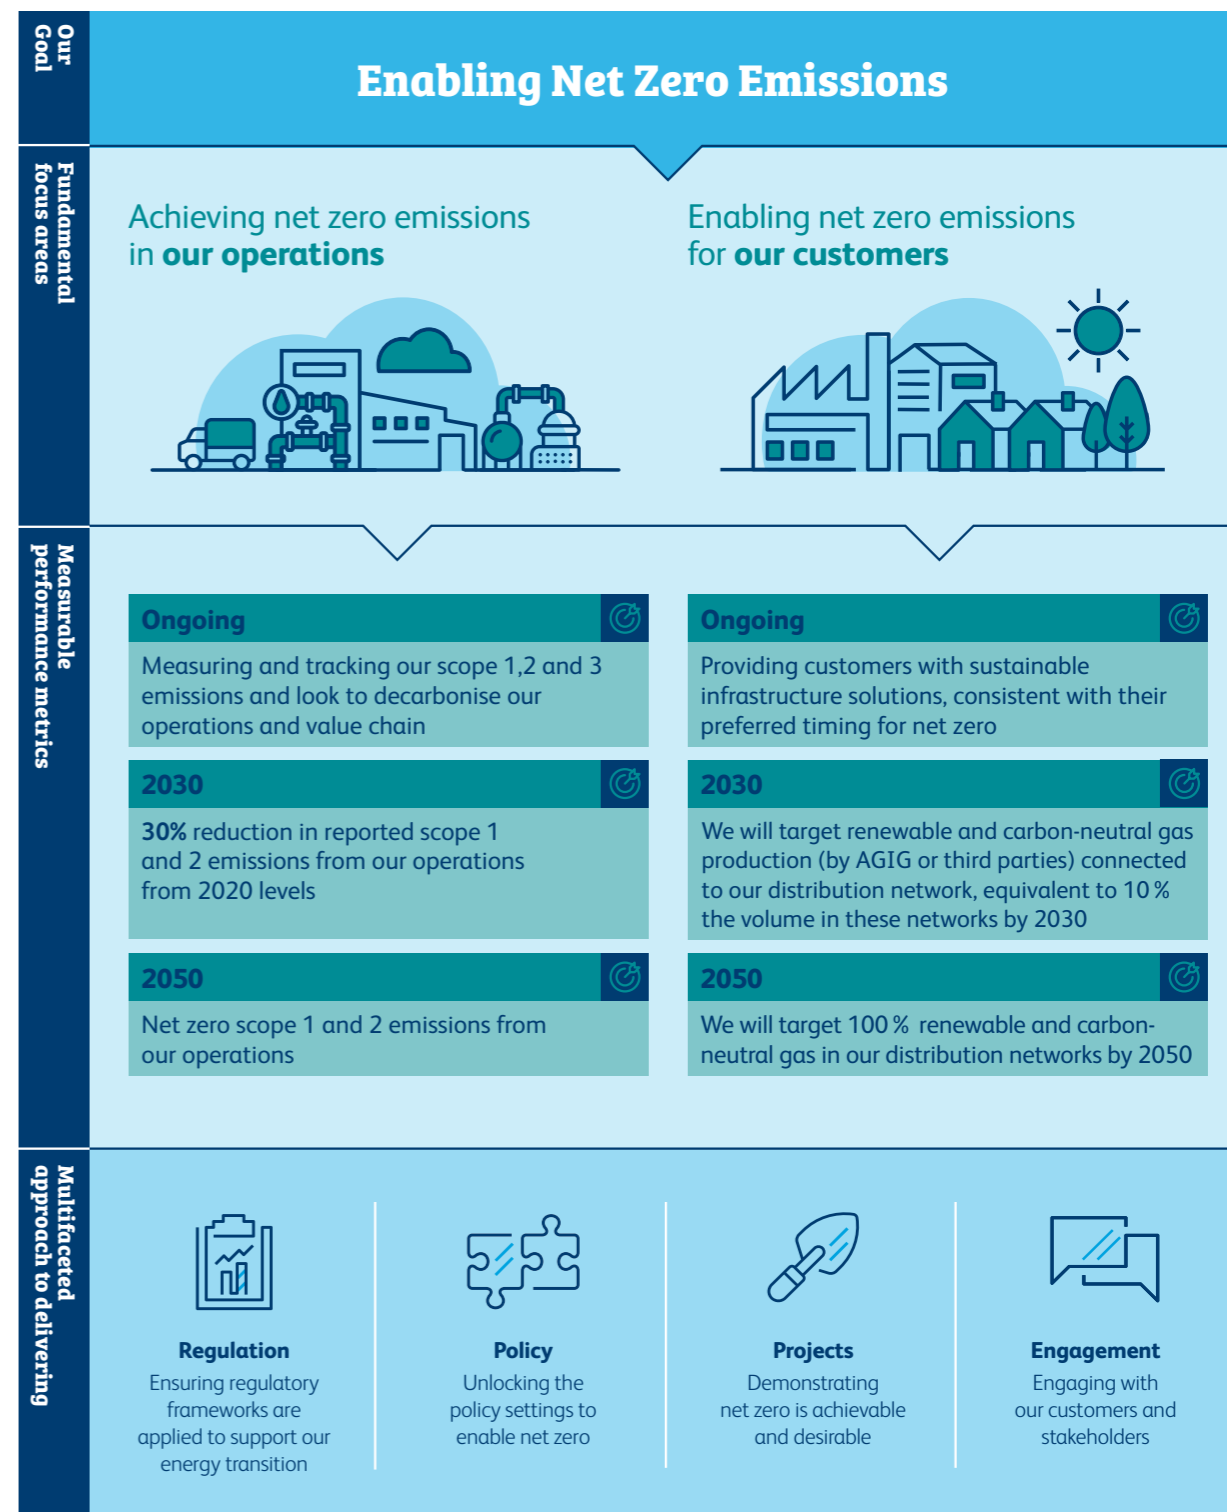 Our
Goal
Enabling Net Zero Emissions
Fundamental
focus areas
Achieving net zero emissions
in our operations
Enabling net zero emissions
for our customers
Measurable
performance metrics
Ongoing
Measuring and tracking our scope 1,2 and 3
emissions and look to decarbonise our
operations and value chain
2030
30% reduction in reported scope 1
and 2 emissions from our operations
from 2020 levels
2050
Net zero scope 1 and 2 emissions from
our operations
Ongoing
Providing customers with sustainable
infrastructure solutions, consistent with their
preferred timing for net zero
2030
We will target renewable and carbon-neutral gas
production (by AGIG or third parties) connected
to our distribution network, equivalent to 10 %
the volume in these networks by 2030
2050
We will target 100 % renewable and carbon-
neutral gas in our distribution networks by 2050
Multifaceted
approach to delivering
Regulation
Ensuring regulatory
frameworks are
applied to support our
energy transition
Policy
Unlocking the
policy settings to
enable net zero
Projects
Demonstrating
net zero is achievable
and desirable
Engagement
Engaging with
our customers and
stakeholders